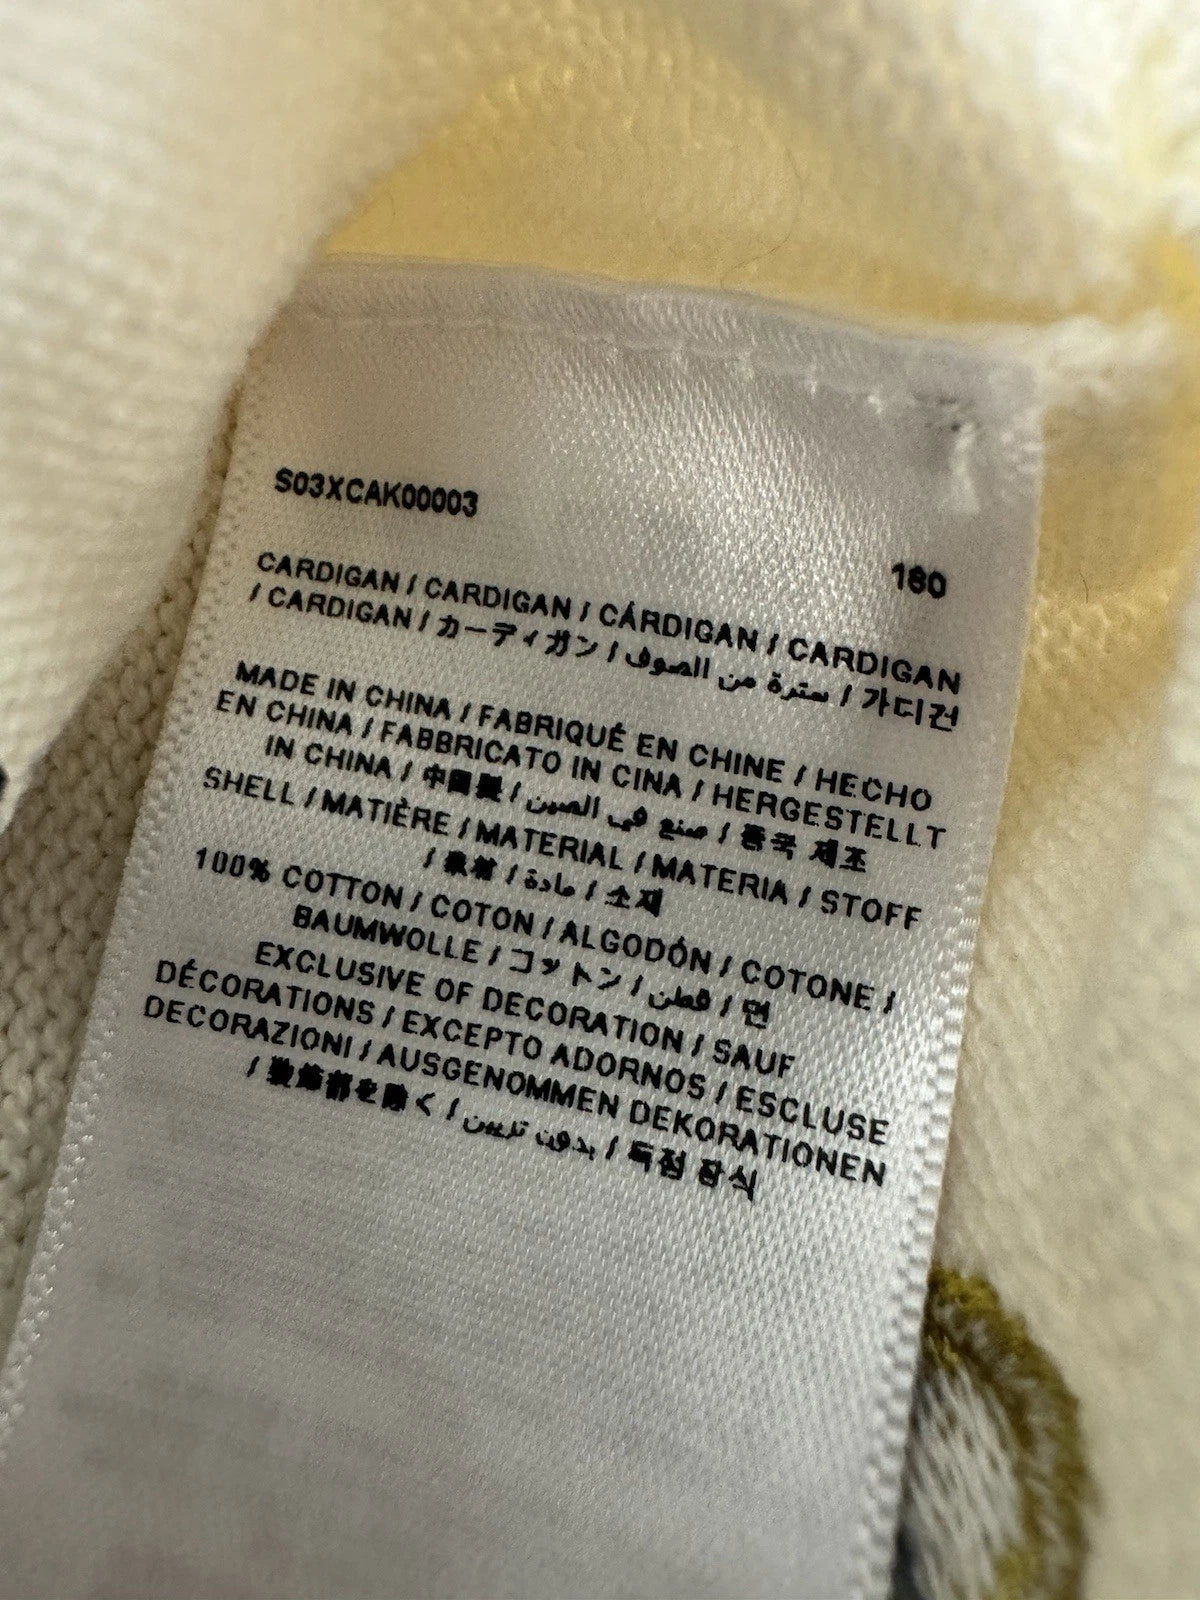 S03XCAK00003
180
CARDIGAN / CARDIGAN / CÁRDIGAN / CARDIGAN
/ CARDIGAN / カーディガン / سترة من الصوف / 가디건
MADE IN CHINA / FABRIQUÉ EN CHINE / HECHO
EN CHINA / FABBRICATO IN CINA / HERGESTELLT
IN CHINA / 中国製 / صنع في الصين / 중국 제조
SHELL / MATIÈRE / MATERIAL / MATERIA / STOFF
/ 素材 / مادة / 소재
100% COTTON / COTON / ALGODÓN / COTONE /
BAUMWOLLE / コットン / قطن / 면
EXCLUSIVE OF DECORATION / SAUF
DÉCORATIONS / EXCEPTO ADORNOS / ESCLUSE
DECORAZIONI / AUSGENOMMEN DEKORATIONEN
/ 装飾部を除く / بدون تزيين / 독점 장식